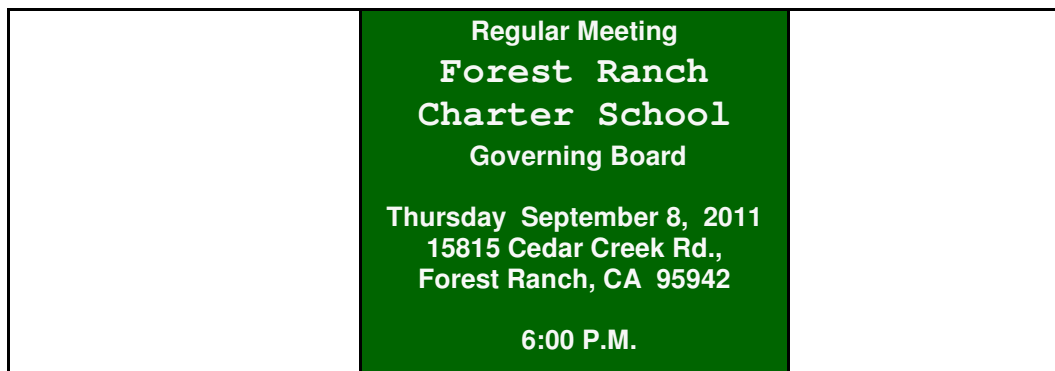 Regular Meeting
Forest Ranch
Charter School
Governing Board
Thursday  September 8,  2011
15815 Cedar Creek Rd.,
Forest Ranch, CA  95942
6:00 P.M.